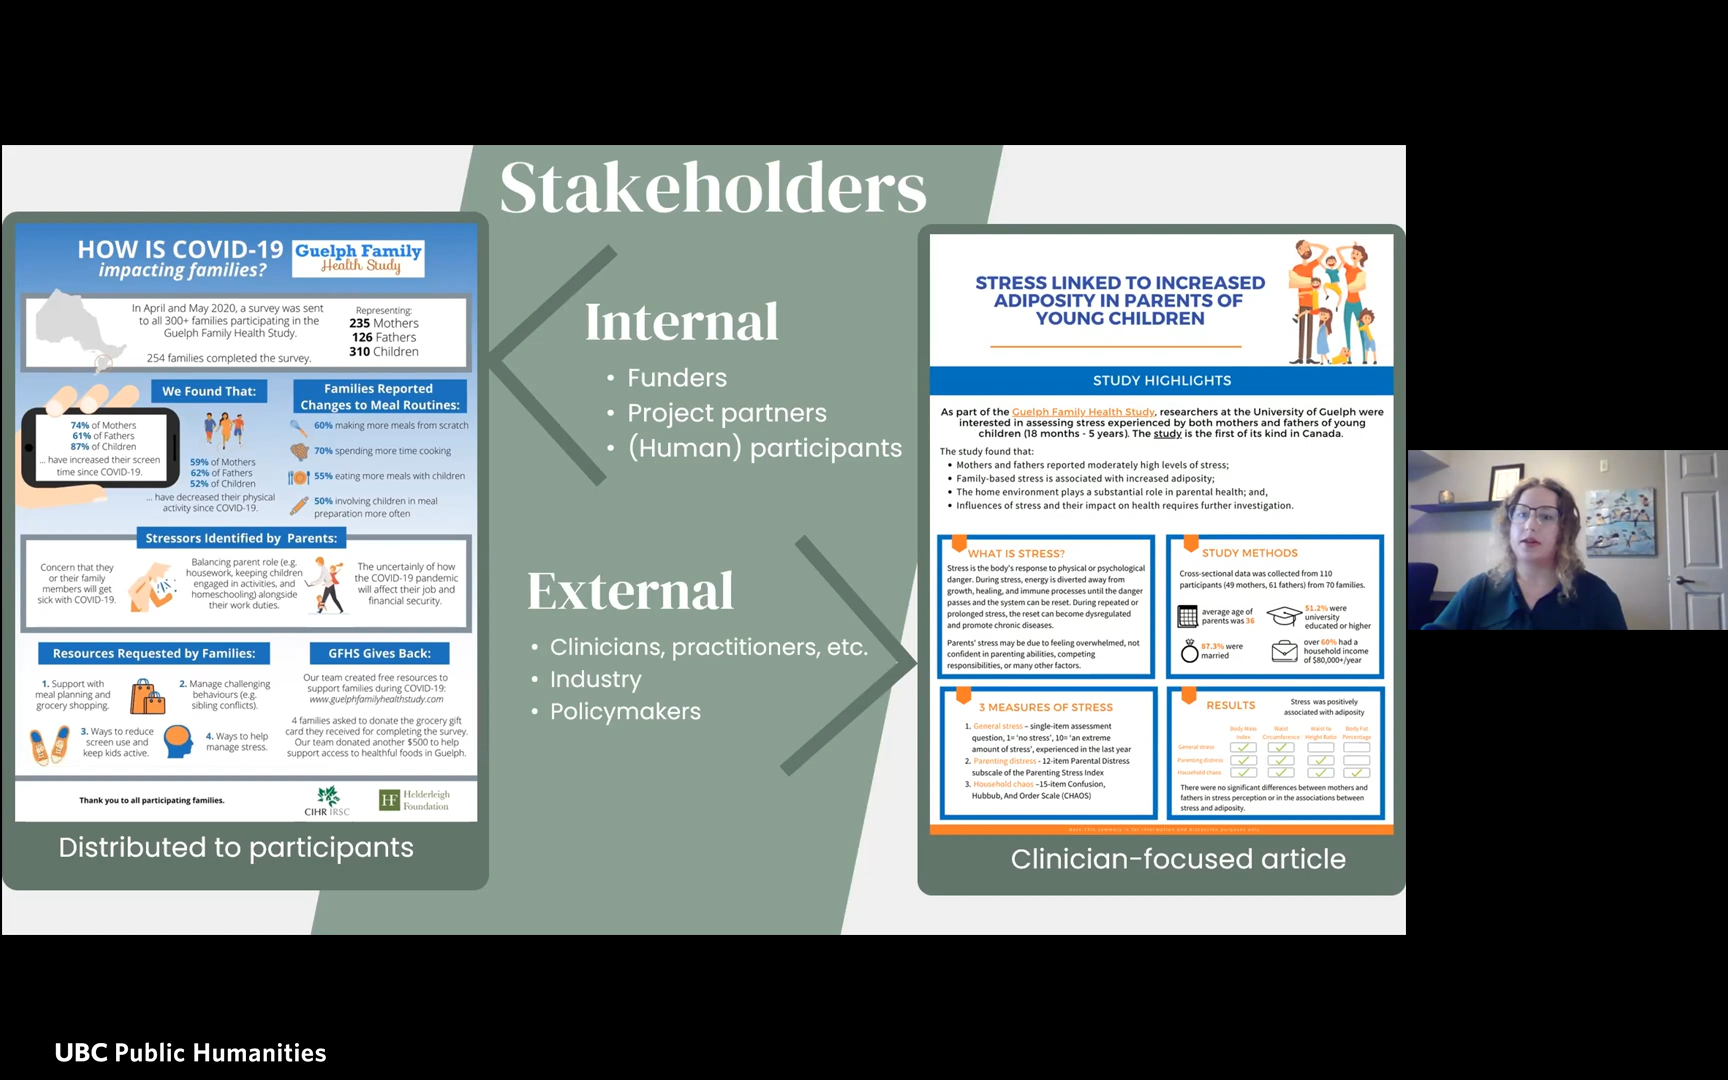 Stakeholders
HOW IS COVID-19
impacting families?
Guelph Family
Health Study
In April and May 2020, a survey was sent
to all 300+ families participating in the
Guelph Family Health Study.
254 families completed the survey.
Representing:
235 Mothers
126 Fathers
310 Children
We Found That:
74% of Mothers
61% of Fathers
87% of Children
... have increased their screen
time since COVID-19.
59% of Mothers
62% of Fathers
52% of Children
... have decreased their physical
activity since COVID-19.
Families Reported
Changes to Meal Routines:
60% making more meals from scratch
70% spending more time cooking
55% eating more meals with children
50% involving children in meal
preparation more often
Stressors Identified by Parents:
Concern that they
or their family
members will get
sick with COVID-19.
Balancing parent role (e.g.
housework, keeping children
engaged in activities, and
homeschooling) alongside
their work duties.
The uncertainly of how
the COVID-19 pandemic
will affect their job and
financial security.
Resources Requested by Families:
1. Support with
meal planning and
grocery shopping.
2. Manage challenging
behaviours (e.g.
sibling conflicts).
3. Ways to reduce
screen use and
keep kids active.
4. Ways to help
manage stress.
GFHS Gives Back:
Our team created free resources to
support families during COVID-19:
www.guelphfamilyhealthstudy.com
4 families asked to donate the grocery gift
card they received for completing the survey.
Our team donated another $500 to help
support access to healthful foods in Guelph.
Thank you to all participating families.
CIHR IRSC
HF
Helderleigh
Foundation
Distributed to participants
Internal
• Funders
• Project partners
• (Human) participants
External
• Clinicians, practitioners, etc.
• Industry
• Policymakers
STRESS LINKED TO INCREASED
ADIPOSITY IN PARENTS OF
YOUNG CHILDREN
STUDY HIGHLIGHTS
As part of the Guelph Family Health Study, researchers at the University of Guelph were
interested in assessing stress experienced by both mothers and fathers of young
children (18 months - 5 years). The study is the first of its kind in Canada.
The study found that:
• Mothers and fathers reported moderately high levels of stress;
• Family-based stress is associated with increased adiposity;
• The home environment plays a substantial role in parental health; and,
• Influences of stress and their impact on health requires further investigation.
WHAT IS STRESS?
Stress is the body's response to physical or psychological
danger. During stress, energy is diverted away from
growth, healing, and immune processes until the danger
passes and the system can be reset. During repeated or
prolonged stress, the reset can become dysregulated
and promote chronic diseases.
Parents' stress may be due to feeling overwhelmed, not
confident in parenting abilities, competing
responsibilities, or many other factors.
STUDY METHODS
Cross-sectional data was collected from 110
participants (49 mothers, 61 fathers) from 70 families.
average age of
parents was 36
51.2% were
university
educated or higher
87.3% were
married
over 60% had a
household income
of $80,000+/year
3 MEASURES OF STRESS
1. General stress – single-item assessment
question, 1= 'no stress', 10= 'an extreme
amount of stress', experienced in the last year
2. Parenting distress - 12-item Parental Distress
subscale of the Parenting Stress Index
3. Household chaos –15-item Confusion,
Hubbub, And Order Scale (CHAOS)
RESULTS
Stress was positively
associated with adiposity
Body Mass
Index
Waist
Circumference
Waist to
Height Ratio
Body Fat
Percentage
General stress
Parenting distress
Household chaos
There were no significant differences between mothers and
fathers in stress perception or in the associations between
stress and adiposity.
Clinician-focused article
UBC Public Humanities